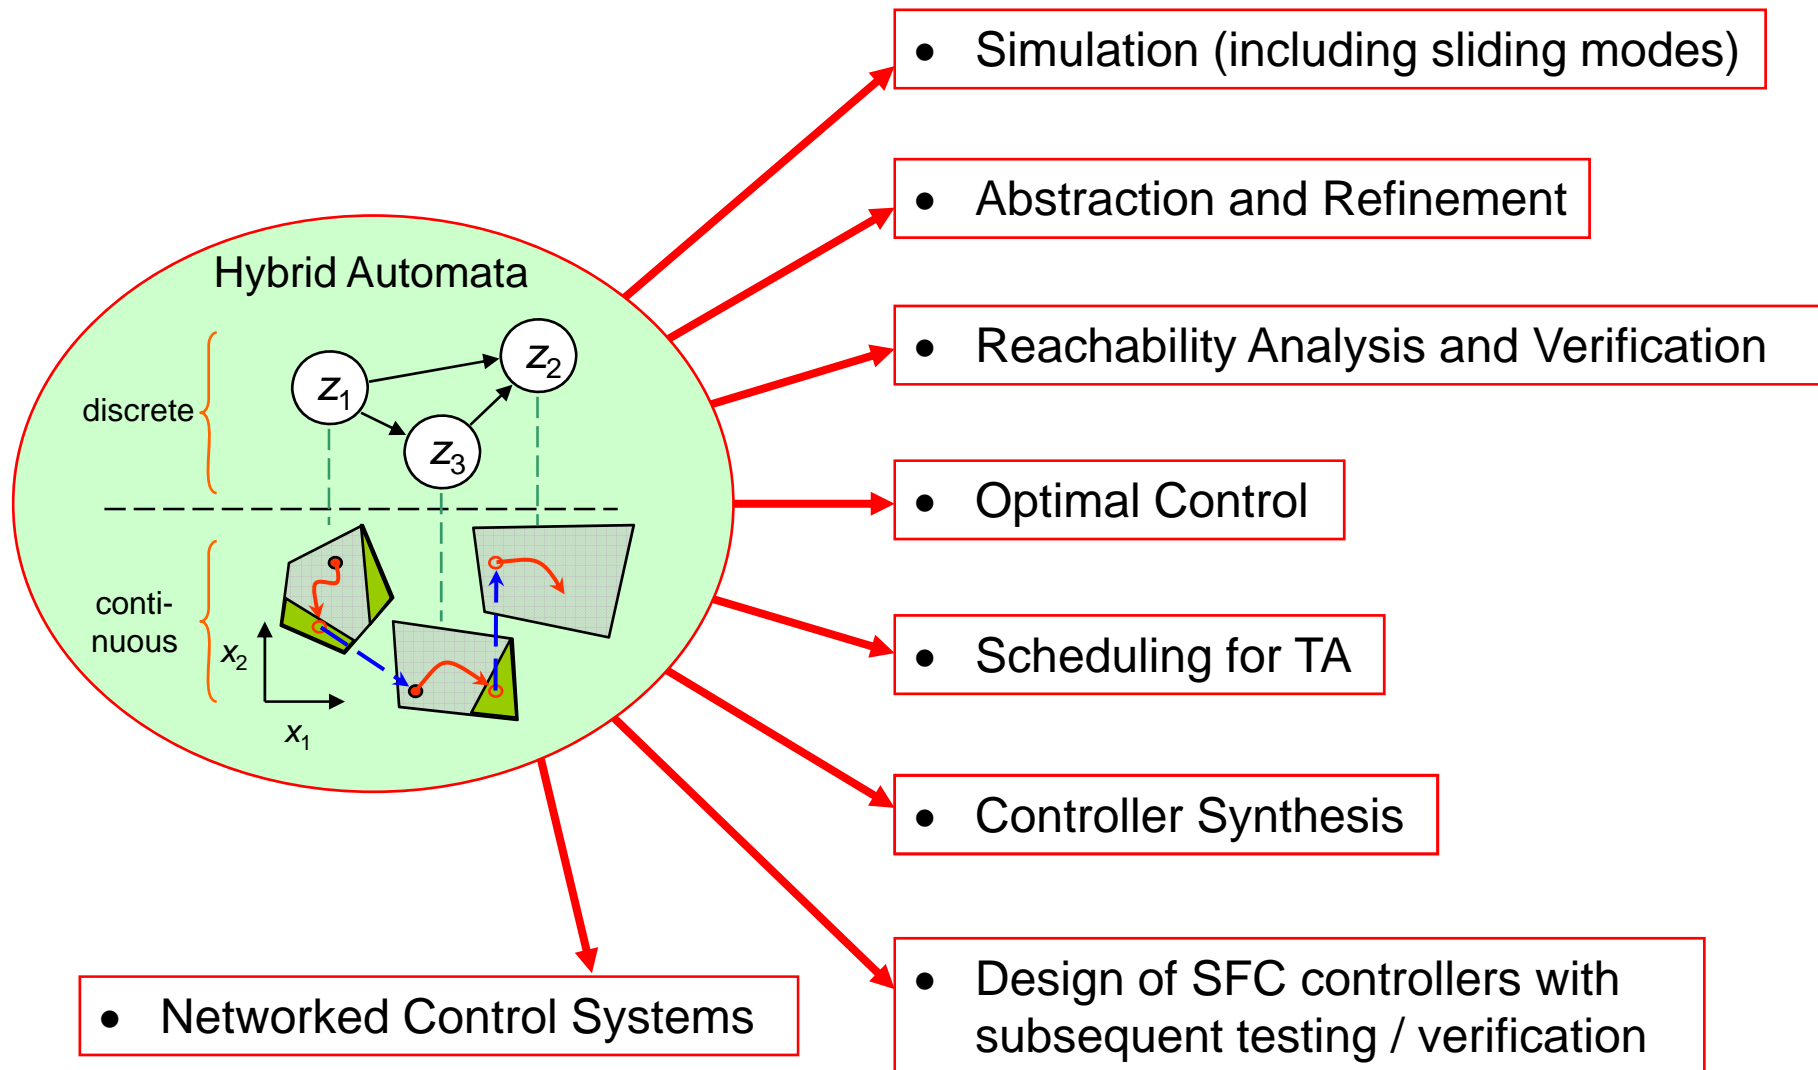 • Simulation (including sliding modes)
• Abstraction and Refinement
Hybrid Automata
• Reachability Analysis and Verification
z2
z1
discrete
z3
• Optimal Control
conti-
nuous
x2
x1
• Scheduling for TA
• Controller Synthesis
• Design of SFC controllers with
subsequent testing / verification
• Networked Control Systems